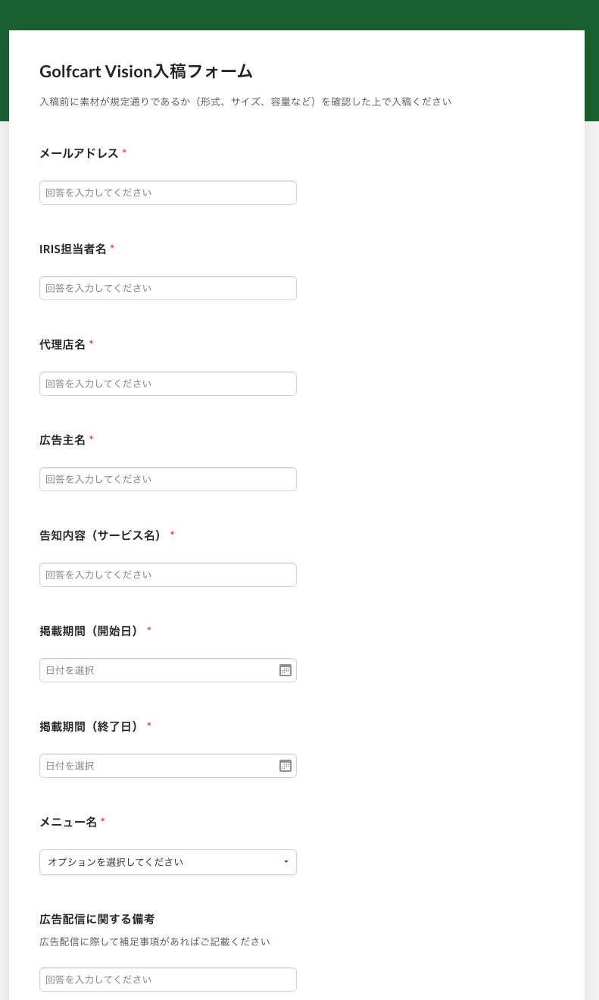 Golfcart Vision入稿フォーム
入稿前に素材が規定通りであるか（形式、サイズ、容量など）を確認した上で入稿ください
メールアドレス *
回答を入力してください
IRIS担当者名 *
回答を入力してください
代理店名 *
回答を入力してください
広告主名 *
回答を入力してください
告知内容（サービス名） *
回答を入力してください
掲載期間（開始日） *
日付を選択
掲載期間（終了日） *
日付を選択
メニュー名 *
オプションを選択してください
広告配信に関する備考
広告配信に際して補足事項があればご記載ください
回答を入力してください